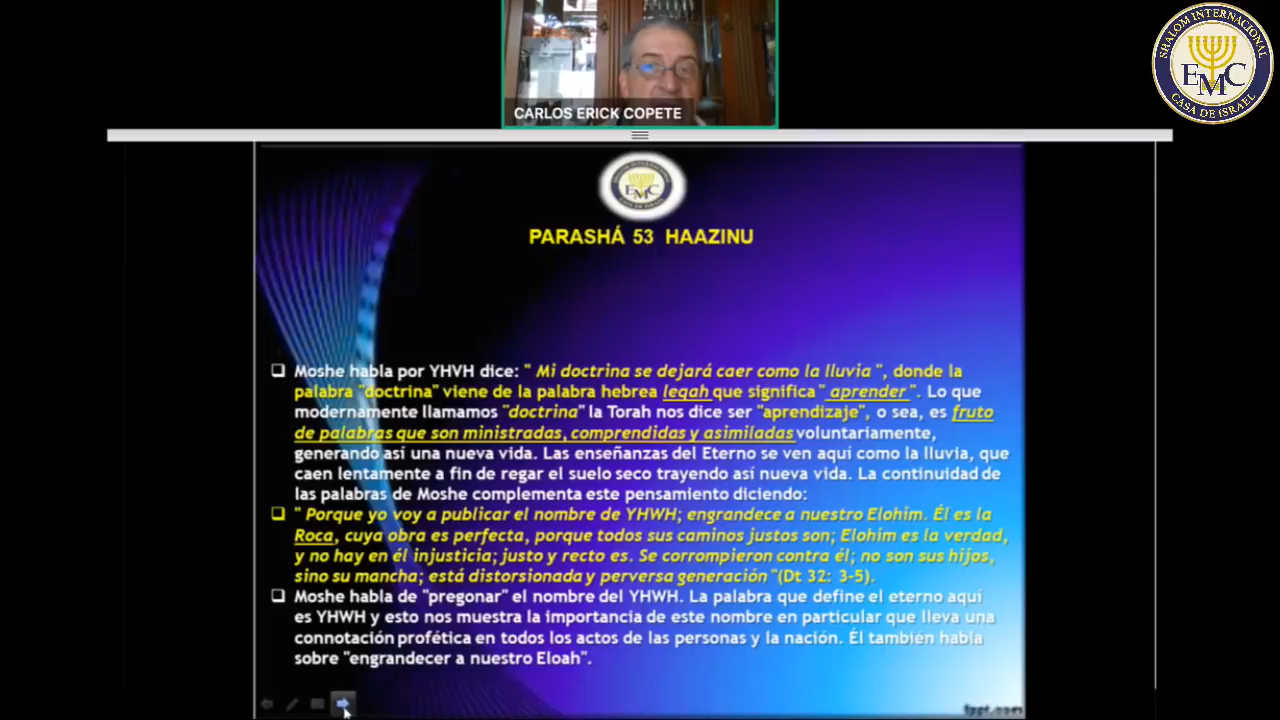 SHALOM INTERNACIONAL
EMC
CASA DE ISRAEL
CARLOS ERICK COPETE
SHALOM INTERNACIONAL
EMC
CASA DE ISRAEL
PARASHÁ 53 HAAZINU
Moshe habla por YHVH dice: " Mi doctrina se dejará caer como la lluvia ", donde la
palabra "doctrina" viene de la palabra hebrea leqah que significa " aprender ". Lo que
modernamente llamamos "doctrina" la Torah nos dice ser "aprendizaje", o sea, es fruto
de palabras que son ministradas, comprendidas y asimiladas voluntariamente,
generando así una nueva vida. Las enseñanzas del Eterno se ven aquí como la lluvia, que
caen lentamente a fin de regar el suelo seco trayendo así nueva vida. La continuidad de
las palabras de Moshe complementa este pensamiento diciendo:
" Porque yo voy a publicar el nombre de YHWH; engrandece a nuestro Elohim. Él es la
Roca, cuya obra es perfecta, porque todos sus caminos justos son; Elohim es la verdad,
y no hay en él injusticia; justo y recto es. Se corrompieron contra él; no son sus hijos,
sino su mancha; está distorsionada y perversa generación "(Dt 32: 3-5).
Moshe habla de "pregonar" el nombre del YHWH. La palabra que define el eterno aquí
es YHWH y esto nos muestra la importancia de este nombre en particular que lleva una
connotación profética en todos los actos de las personas y la nación. Él también habla
sobre "engrandecer a nuestro Eloah".
fppt.com